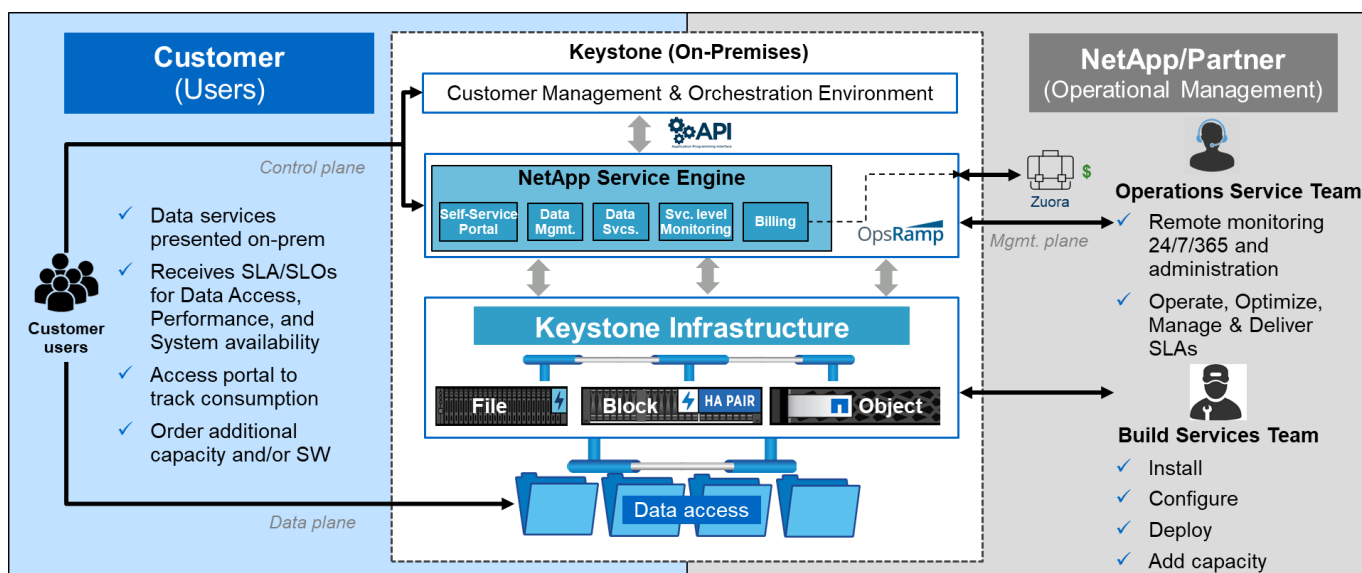 Customer
(Users)
Control plane
Data services
presented on-prem
Receives SLA/SLOs
for Data Access,
Performance, and
System availability
Access portal to
track consumption
Order additional
capacity and/or SW
Customer
users
Data plane
Keystone (On-Premises)
Customer Management & Orchestration Environment
API
Application Programming Interface
NetApp Service Engine
Self-Service
Portal
Data
Mgmt.
Data
Svcs.
Svc. level
Monitoring
Billing
OpsRamp
Keystone Infrastructure
File
Block
HA PAIR
Object
Data access
NetApp/Partner
(Operational Management)
$
Zuora
Mgmt. plane
Operations Service Team
Remote monitoring
24/7/365 and
administration
Operate, Optimize,
Manage & Deliver
SLAs
Build Services Team
Install
Configure
Deploy
Add capacity